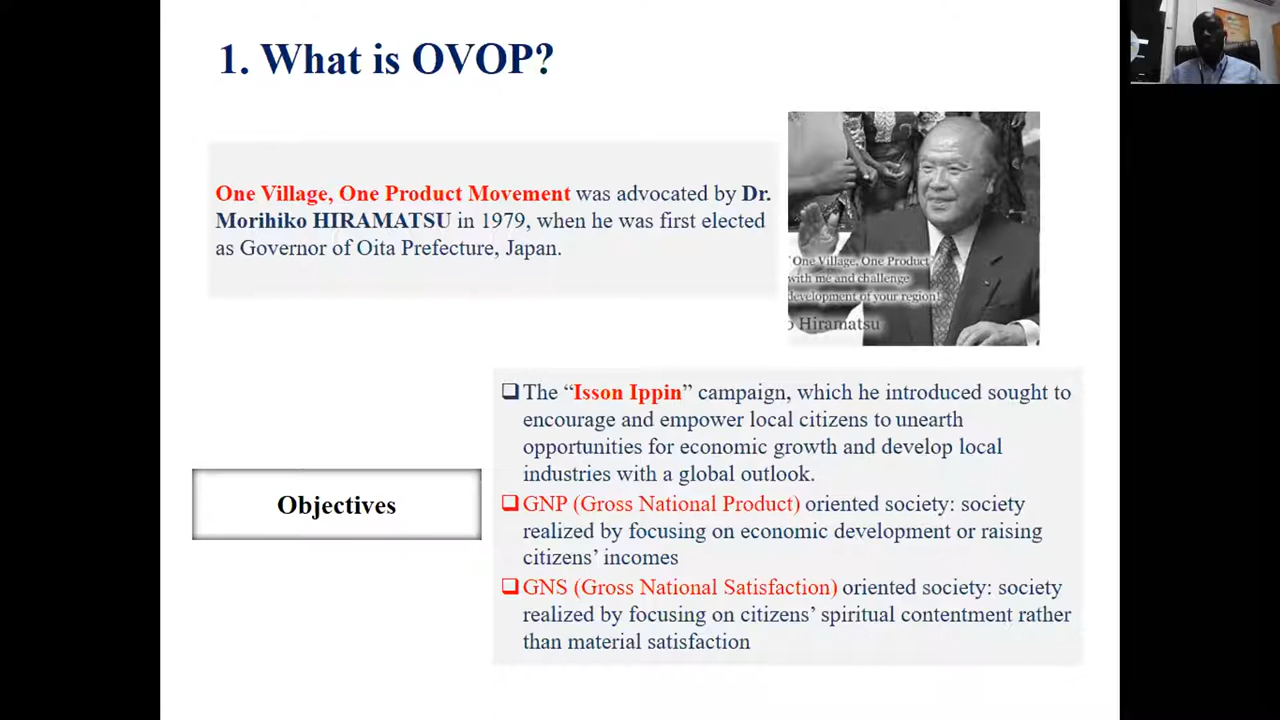 1. What is OVOP?
One Village, One Product Movement was advocated by Dr.
Morihiko HIRAMATSU in 1979, when he was first elected
as Governor of Oita Prefecture, Japan.
One Village, One Product
with me and challenge
development of your region!
Hiramatsu
Objectives
The “Isson Ippin” campaign, which he introduced sought to
encourage and empower local citizens to unearth
opportunities for economic growth and develop local
industries with a global outlook.
GNP (Gross National Product) oriented society: society
realized by focusing on economic development or raising
citizens’ incomes
GNS (Gross National Satisfaction) oriented society: society
realized by focusing on citizens’ spiritual contentment rather
than material satisfaction